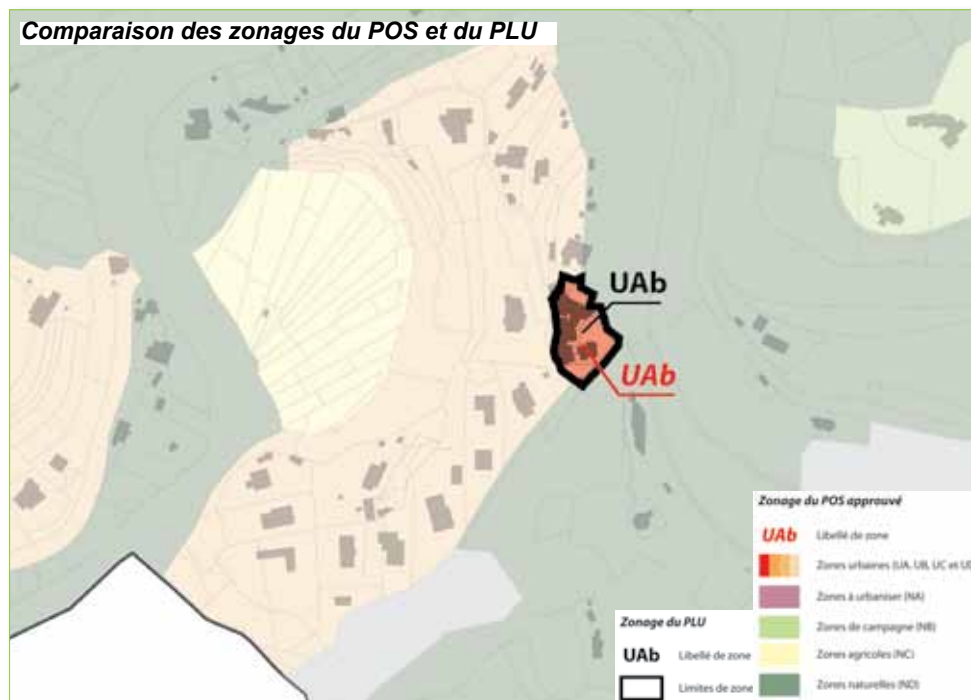 Comparaison des zonages du POS et du PLU
UAb
UAb
Zonage du POS approuvé
UAb Libellé de zone
Zones urbaines (UA, UB, UC et UD
Zones à urbaniser (NA)
Zones de campagne (NB)
Zones agricoles (NC)
Zones naturelles (ND)
Zonage du PLU
UAb Libellé de zone
Limites de zone